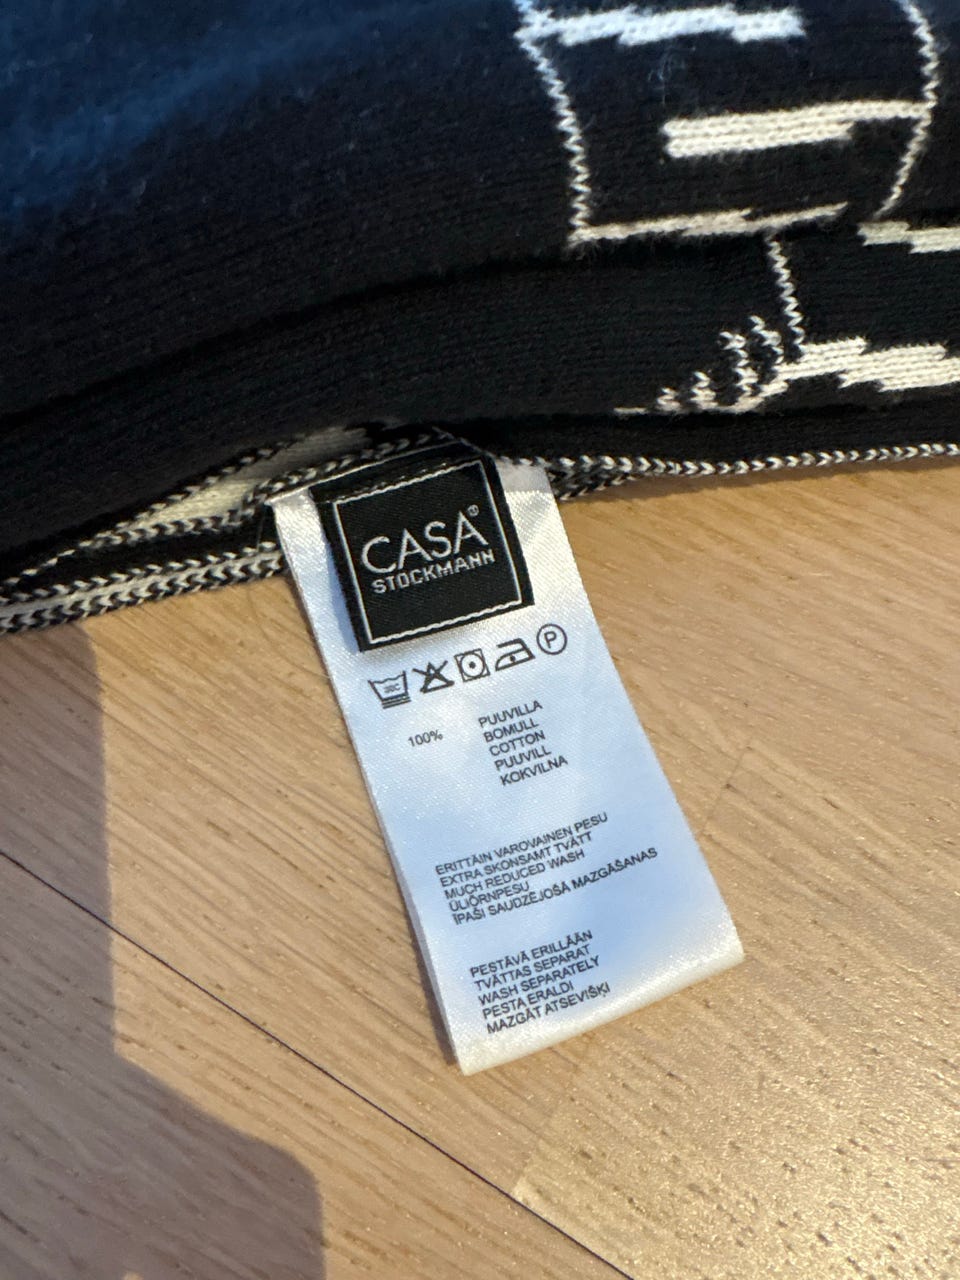 CASA®
STOCKMANN
P
100%
PUUVILLA
BOMULL
COTTON
PUUVILL
KOKVILNA
ERITTÄIN VAROVAINEN PESU
EXTRA SKONSAMT TVÄTT
MUCH REDUCED WASH
ÜLIÕRNPESU
ĪPAŠI SAUDZĒJOŠĀ MAZGĀŠANAS
PESTÄVÄ ERILLÄÄN
TVÄTTAS SEPARAT
WASH SEPARATELY
PESTA ERALDI
MAZGĀT ATSEVIŠĶI